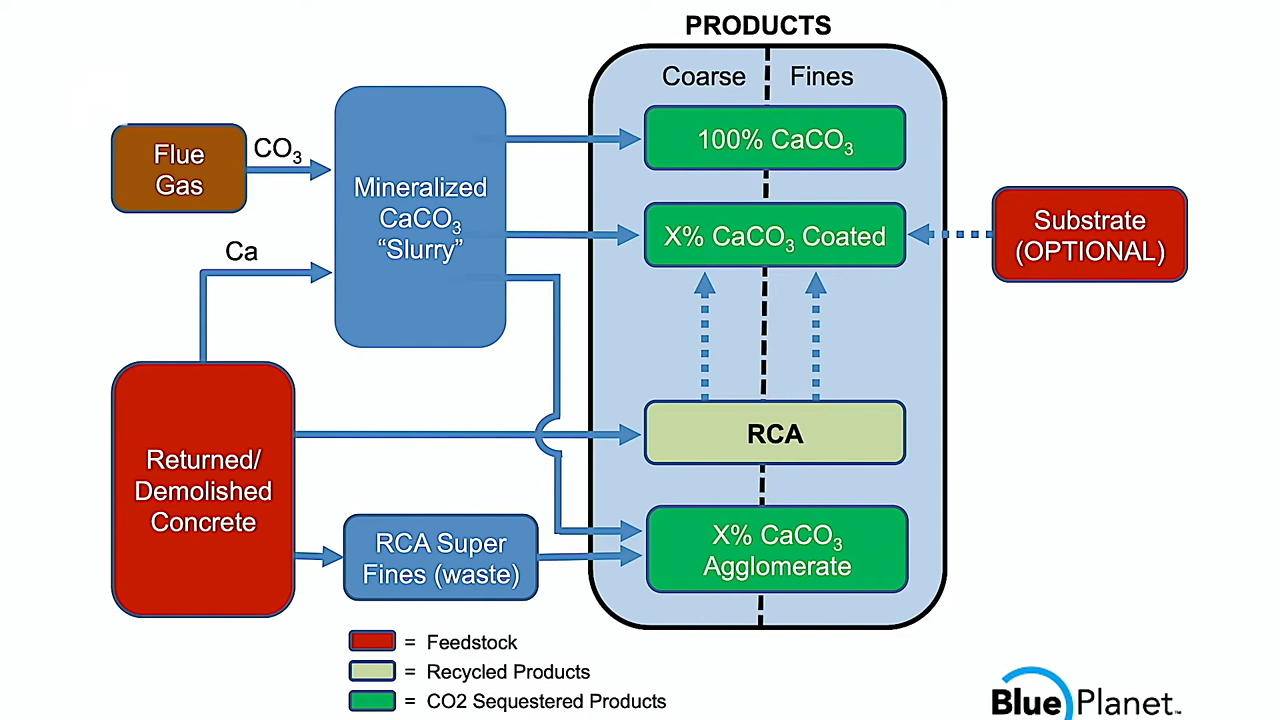 PRODUCTS
Coarse
Fines
Flue
Gas
CO₃
Mineralized
CaCO₃
“Slurry”
100% CaCO₃
X% CaCO₃ Coated
Substrate
(OPTIONAL)
Ca
Returned/
Demolished
Concrete
RCA
RCA Super
Fines (waste)
X% CaCO₃
Agglomerate
= Feedstock
= Recycled Products
= CO2 Sequestered Products
Blue Planet™